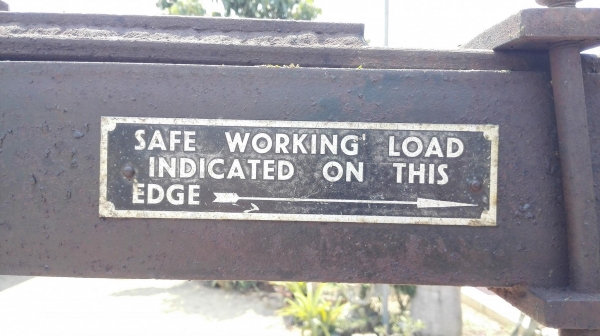 SAFE WORKING LOAD
INDICATED ON THIS
EDGE